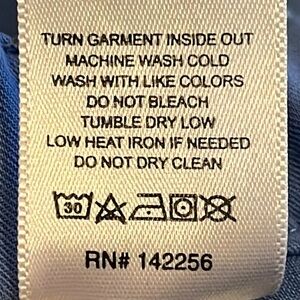 TURN GARMENT INSIDE OUT
MACHINE WASH COLD
WASH WITH LIKE COLORS
DO NOT BLEACH
TUMBLE DRY LOW
LOW HEAT IRON IF NEEDED
DO NOT DRY CLEAN
30
RN# 142256